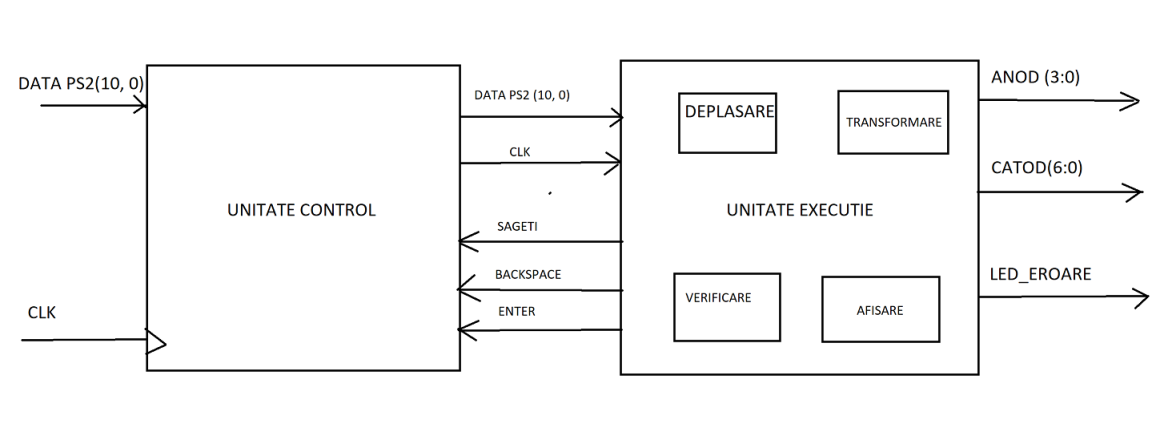 DATA PS2(10, 0)
CLK
UNITATE CONTROL
DATA PS2 (10, 0)
CLK
SAGETI
BACKSPACE
ENTER
DEPLASARE
TRANSFORMARE
UNITATE EXECUTIE
VERIFICARE
AFISARE
ANOD (3:0)
CATOD(6:0)
LED_EROARE